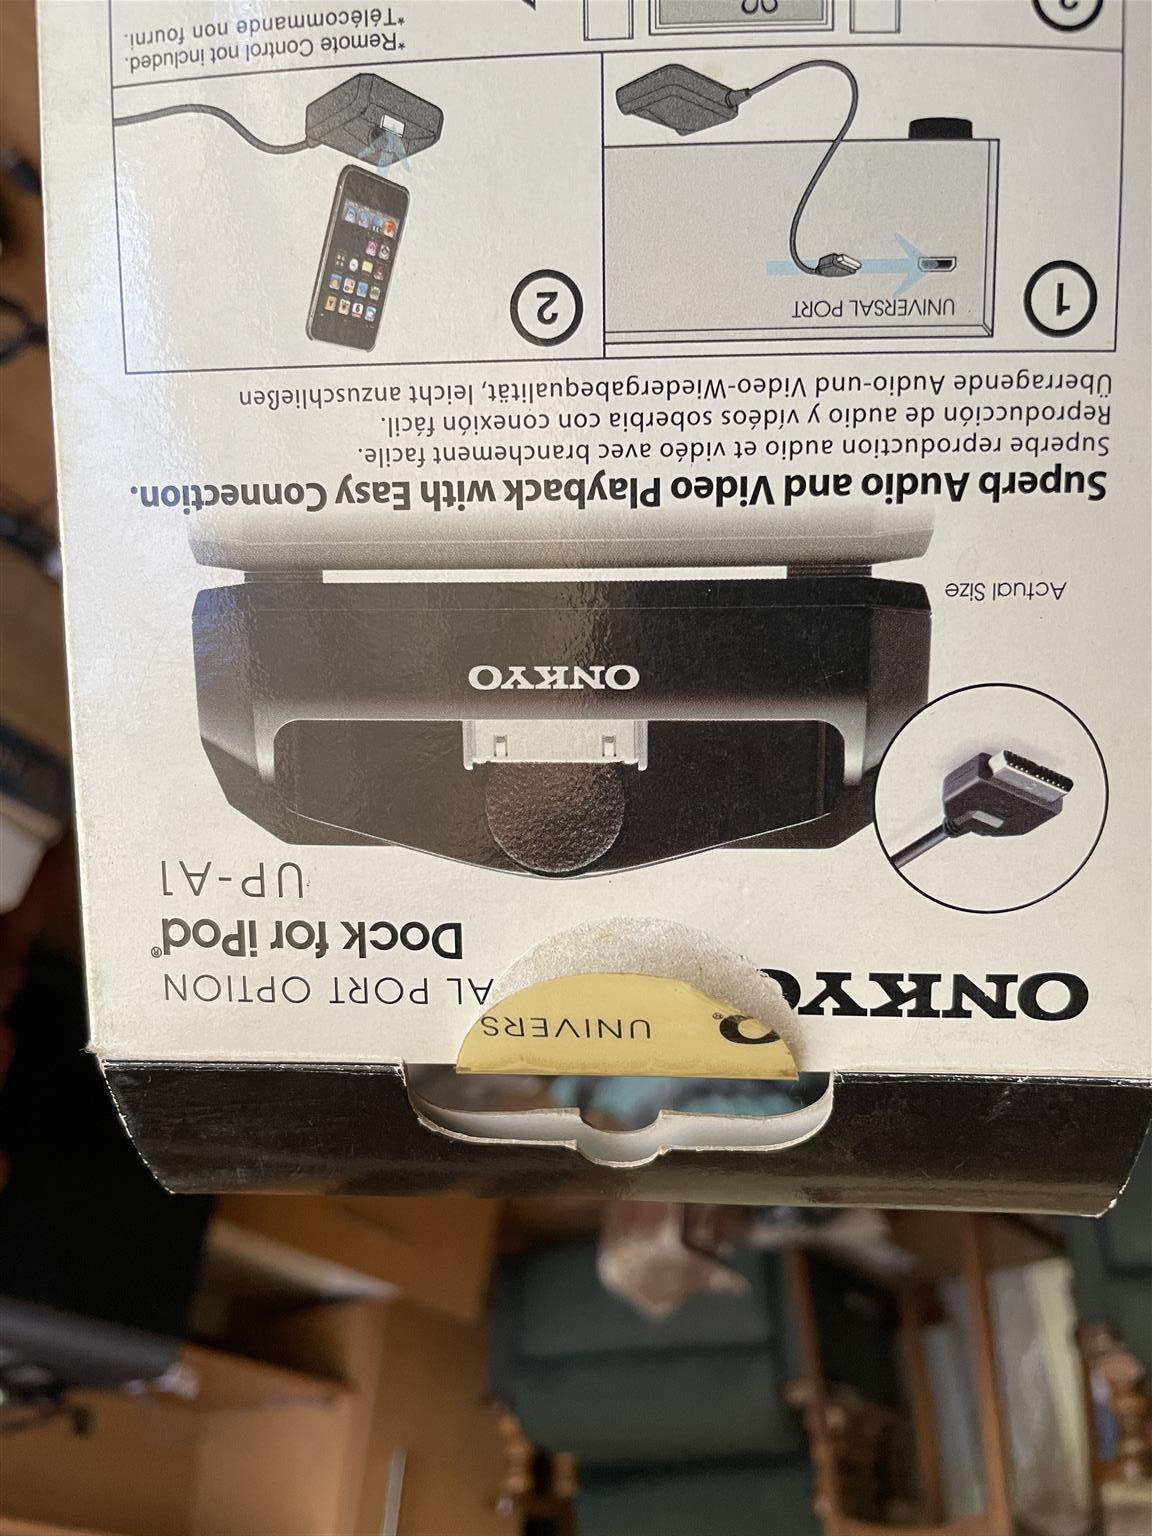 ONKYO
UNIVERSAL PORT OPTION
Dock for iPod®
UP-A1
ONKYO
Actual Size
Superb Audio and Video Playback with Easy Connection.
Superbe reproduction audio et vidéo avec branchement facile.
Reproducción de audio y vídeos soberbia con conexión fácil.
Überragende Audio-und Video-Wiedergabequalität, leicht anzuschließen
1
UNIVERSAL PORT
2
*Remote Control not included.
*Télécommande non fourni.